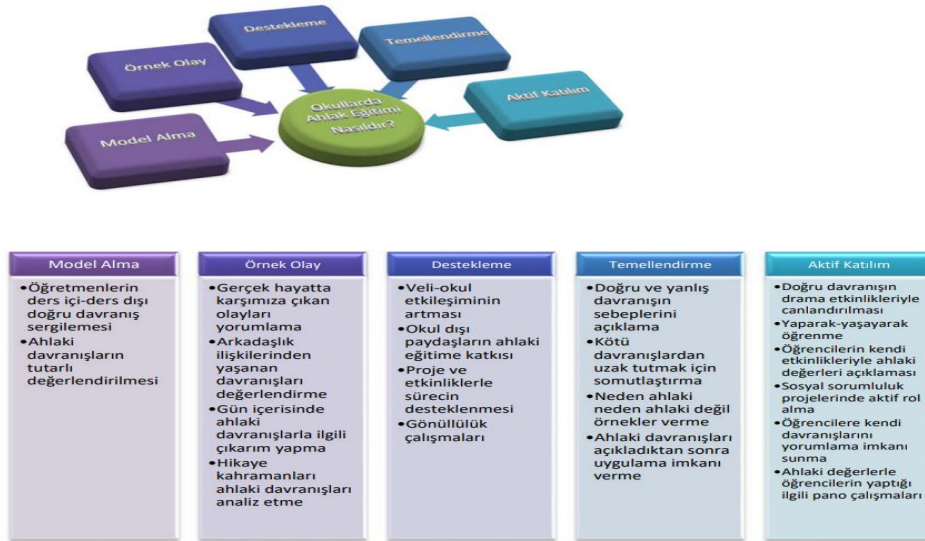 Destekleme
Temellendirme
Örnek Olay
Aktif Katılım
Okullarda
Ahlak Eğitimi
Nasıldır?
Model Alma
Model Alma
•Öğretmenlerin
ders içi-ders dışı
doğru davranış
sergilemesi
•Ahlaki
davranışların
tutarlı
değerlendirilmesi
Örnek Olay
•Gerçek hayatta
karşımıza çıkan
olayları
yorumlama
•Arkadaşlık
ilişkilerinden
yaşanan
davranışları
değerlendirme
•Gün içerisinde
ahlaki
davranışlarla ilgili
çıkarım yapma
•Hikaye
kahramanları
ahlaki davranışları
analiz etme
Destekleme
•Veli-okul
etkileşiminin
artması
•Okul dışı
paydaşların ahlaki
eğitime katkısı
•Proje ve
etkinliklerle
sürecin
desteklenmesi
•Gönüllülük
çalışmaları
Temellendirme
•Doğru ve yanlış
davranışın
sebeplerini
açıklama
•Kötü
davranışlardan
uzak tutmak için
somutlaştırma
•Neden ahlaki
neden ahlaki değil
örnekler verme
•Ahlaki davranışları
açıkladıktan sonra
uygulama imkanı
verme
Aktif Katılım
•Doğru davranışın
drama etkinlikleriyle
canlandırılması
•Yaparak-yaşayarak
öğrenme
•Öğrencilerin kendi
etkinlikleriyle ahlaki
değerleri açıklaması
•Sosyal sorumluluk
projelerinde aktif rol
alma
•Öğrencilere kendi
davranışlarını
yorumlama imkanı
sunma
•Ahlaki değerlerle
öğrencilerin yaptığı
ilgili pano çalışmaları